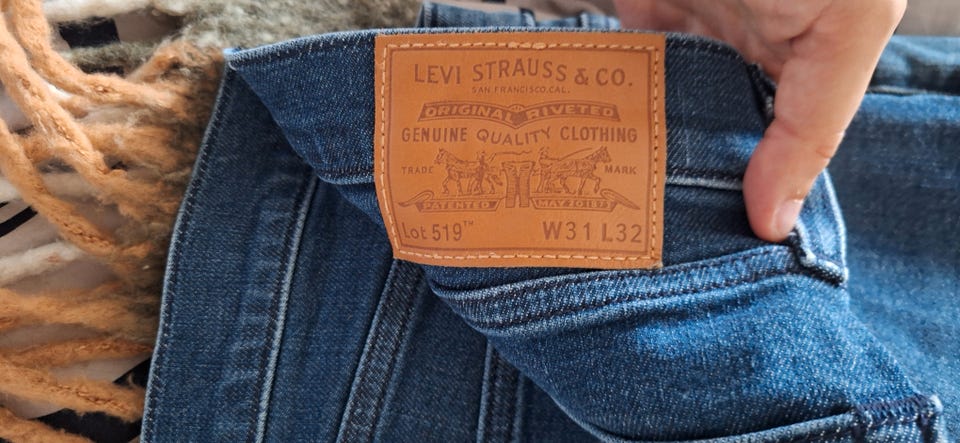 LEVI STRAUSS & CO.
SAN FRANCISCO, CAL.
ORIGINAL RIVETED
GENUINE QUALITY CLOTHING
TRADE MARK
PATENTED MAY 20 1873
Lot 519™ W31 L32